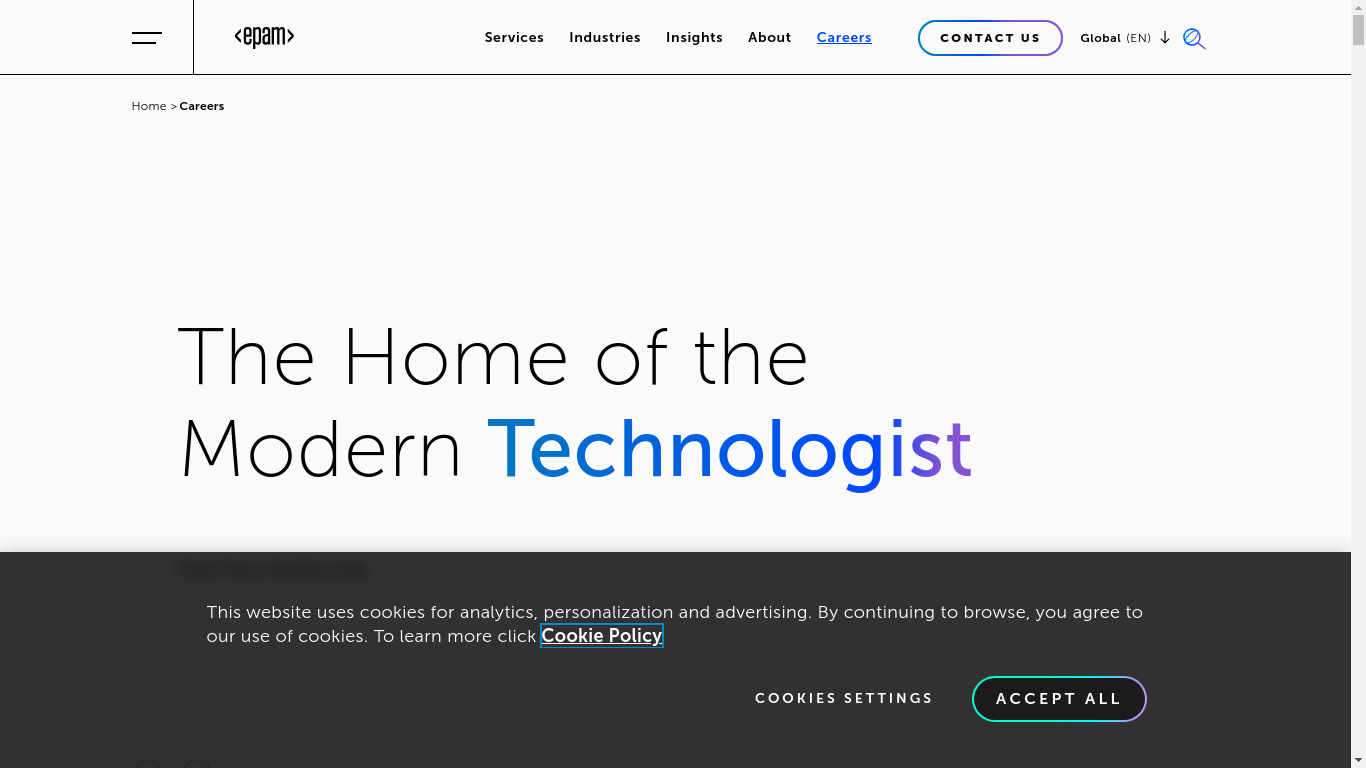 <epam>
Services Industries Insights About Careers CONTACT US Global (EN)
Home > Careers
The Home of the
Modern Technologist
This website uses cookies for analytics, personalization and advertising. By continuing to browse, you agree to
our use of cookies. To learn more click Cookie Policy
COOKIES SETTINGS ACCEPT ALL